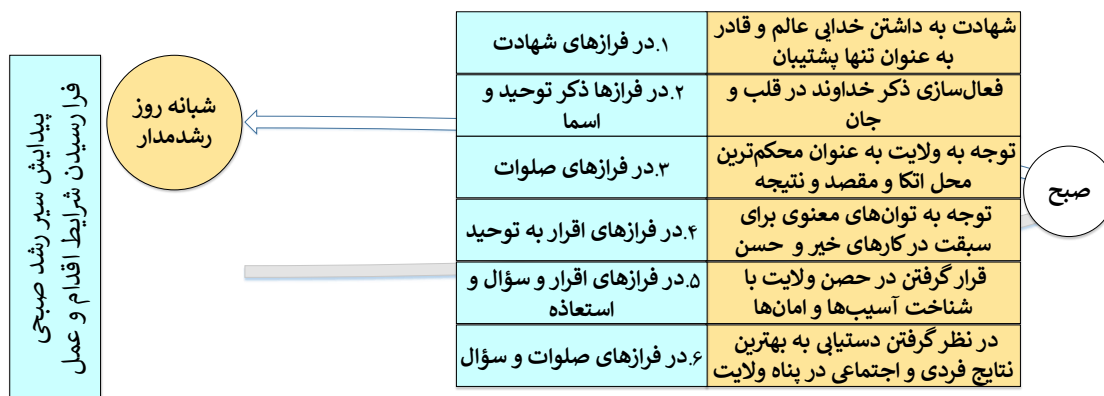 صبح
شهادت به داشتن خدایی عالم و قادر
به عنوان تنها پشتیبان
۱.در فرازهای شهادت
فعال‌سازی ذکر خداوند در قلب و
جان
۲.در فرازها ذکر توحید و
اسما
توجه به ولایت به عنوان محکم‌ترین
محل اتکا و مقصد و نتیجه
۳.در فرازهای صلوات
توجه به توان‌های معنوی برای
سبقت در کارهای خیر و حسن
۴.در فرازهای اقرار به توحید
قرار گرفتن در حصن ولایت با
شناخت آسیب‌ها و امان‌ها
۵.در فرازهای اقرار و سؤال و
استعاذه
در نظر گرفتن دستیابی به بهترین
نتایج فردی و اجتماعی در پناه ولایت
۶.در فرازهای صلوات و سؤال
شبانه روز
رشدمدار
پیدایش سیر رشد صبحی
فرا رسیدن شرایط اقدام و عمل